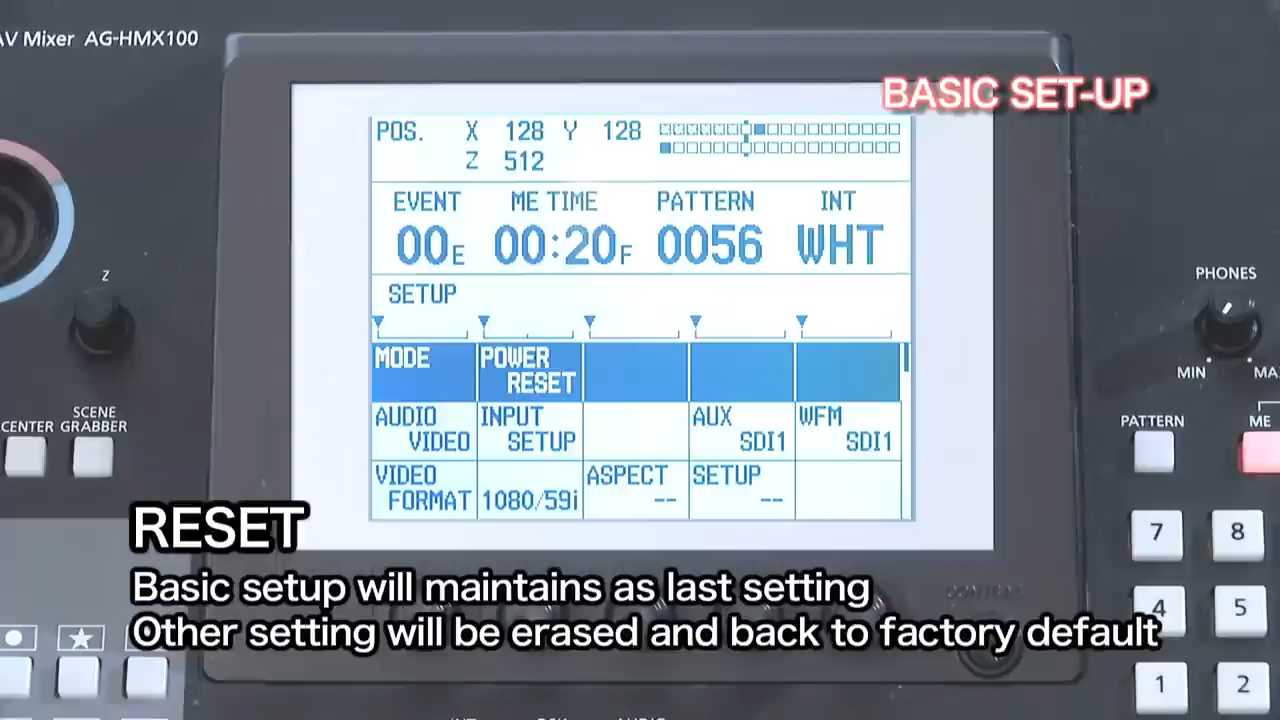 AV Mixer AG-HMX100
BASIC SET-UP
POS. X 128 Y 128
Z 512
EVENT ME TIME PATTERN INT
00E 00:20F 0056 WHT
SETUP
MODE POWER RESET
AUDIO VIDEO INPUT SETUP AUX SDI1 WFM SDI1
VIDEO FORMAT 1080/59i ASPECT -- SETUP --
Z
CENTER SCENE GRABBER
PHONES
MIN
PATTERN ME
7 8
4 5
1 2
RESET
Basic setup will maintains as last setting
Other setting will be erased and back to factory default